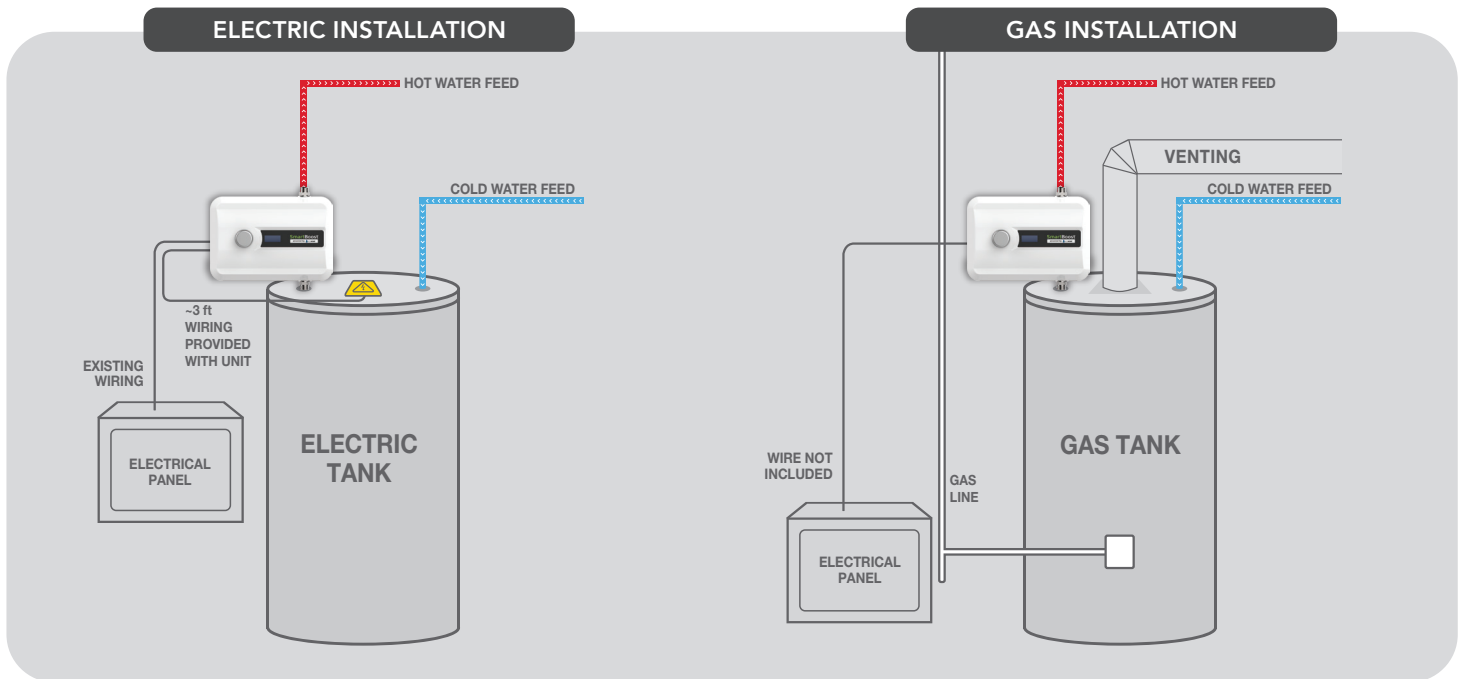 ELECTRIC INSTALLATION
HOT WATER FEED
COLD WATER FEED
SmartBoost
~3 ft
WIRING
PROVIDED
WITH UNIT
EXISTING
WIRING
ELECTRICAL
PANEL
ELECTRIC
TANK
GAS INSTALLATION
HOT WATER FEED
VENTING
COLD WATER FEED
SmartBoost
WIRE NOT
INCLUDED
GAS
LINE
GAS TANK
ELECTRICAL
PANEL